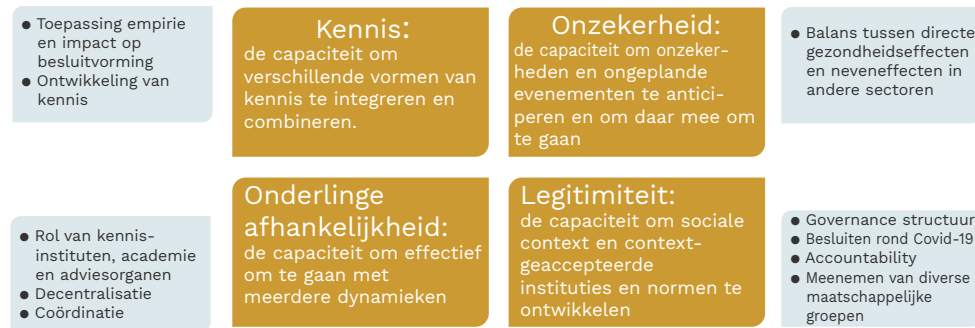 ● Toepassing empirie
en impact op
besluitvorming
● Ontwikkeling van
kennis
Kennis:
de capaciteit om
verschillende vormen van
kennis te integreren en
combineren.
Onzekerheid:
de capaciteit om onzeker-
heden en ongeplande
evenementen te antici-
peren en om daar mee om
te gaan
● Balans tussen directe
gezondheidseffecten
en neveneffecten in
andere sectoren
● Rol van kennis-
instituten, academie
en adviesorganen
● Decentralisatie
● Coördinatie
Onderlinge
afhankelijkheid:
de capaciteit om effectief
om te gaan met
meerdere dynamieken
Legitimiteit:
de capaciteit om sociale
context en context-
geaccepteerde
instituties en normen te
ontwikkelen
● Governance structuur
● Besluiten rond Covid-19
● Accountability
● Meenemen van diverse
maatschappelijke
groepen